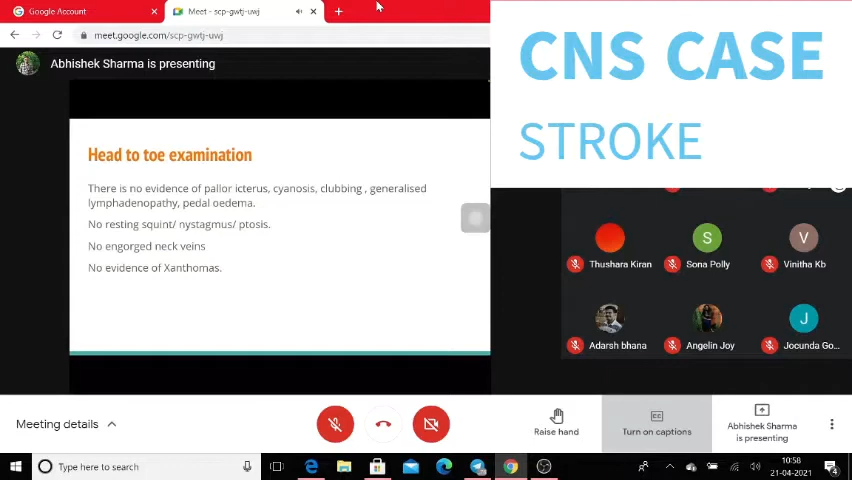 Google Account
Meet - scp-gwtj-uwj
meet.google.com/scp-gwtj-uwj
Abhishek Sharma is presenting
CNS CASE
STROKE
Head to toe examination
There is no evidence of pallor icterus, cyanosis, clubbing , generalised
lymphadenopathy, pedal oedema.
No resting squint/ nystagmus/ ptosis.
No engorged neck veins
No evidence of Xanthomas.
S
V
Thushara Kiran
Sona Polly
Vinitha Kb
J
Adarsh bhana
Angelin Joy
Jocunda Go...
Meeting details
Raise hand
Turn on captions
Abhishek Sharma
is presenting
Type here to search
10:58
21-04-2021
4